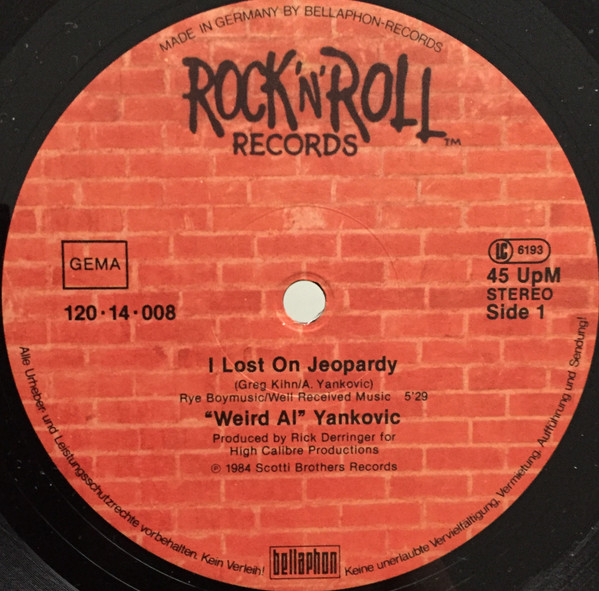 MADE IN GERMANY BY BELLAPHON-RECORDS
ROCK 'N' ROLL
RECORDS™
GEMA
120·14·008
LC 6193
45 UpM
STEREO
Side 1
I Lost On Jeopardy
(Greg Kihn/A. Yankovic)
Rye Boymusic/Well Received Music 5'29
"Weird Al" Yankovic
Produced by Rick Derringer for
High Calibre Productions
℗ 1984 Scotti Brothers Records
Alle Urheber- und Leistungsschutzrechte vorbehalten. Kein Verleih!
bellaphon
Keine unerlaubte Vervielfältigung, Vermietung, Aufführung und Sendung!